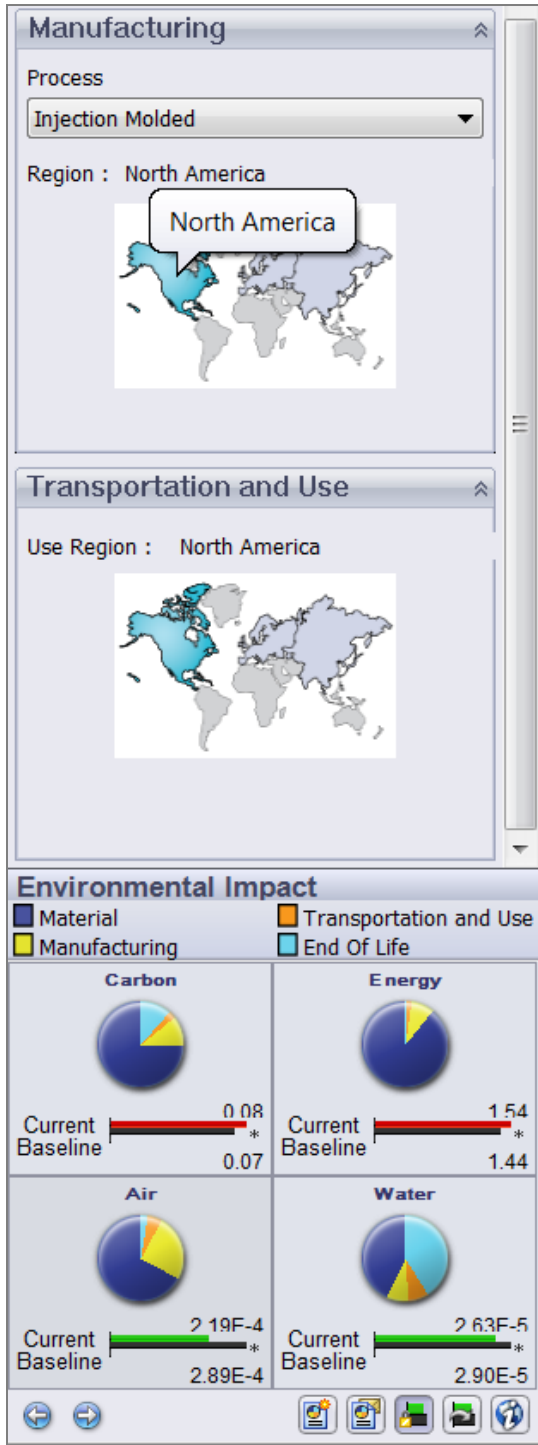 Manufacturing
Process
Injection Molded
Region : North America
North America
Transportation and Use
Use Region : North America
Environmental Impact
Material
Transportation and Use
Manufacturing
End Of Life
Carbon
Energy
0.08
Current
Baseline
*
0.07
1.54
Current
Baseline
*
1.44
Air
Water
2.19E-4
Current
Baseline
*
2.89E-4
2.63E-5
Current
Baseline
*
2.90E-5